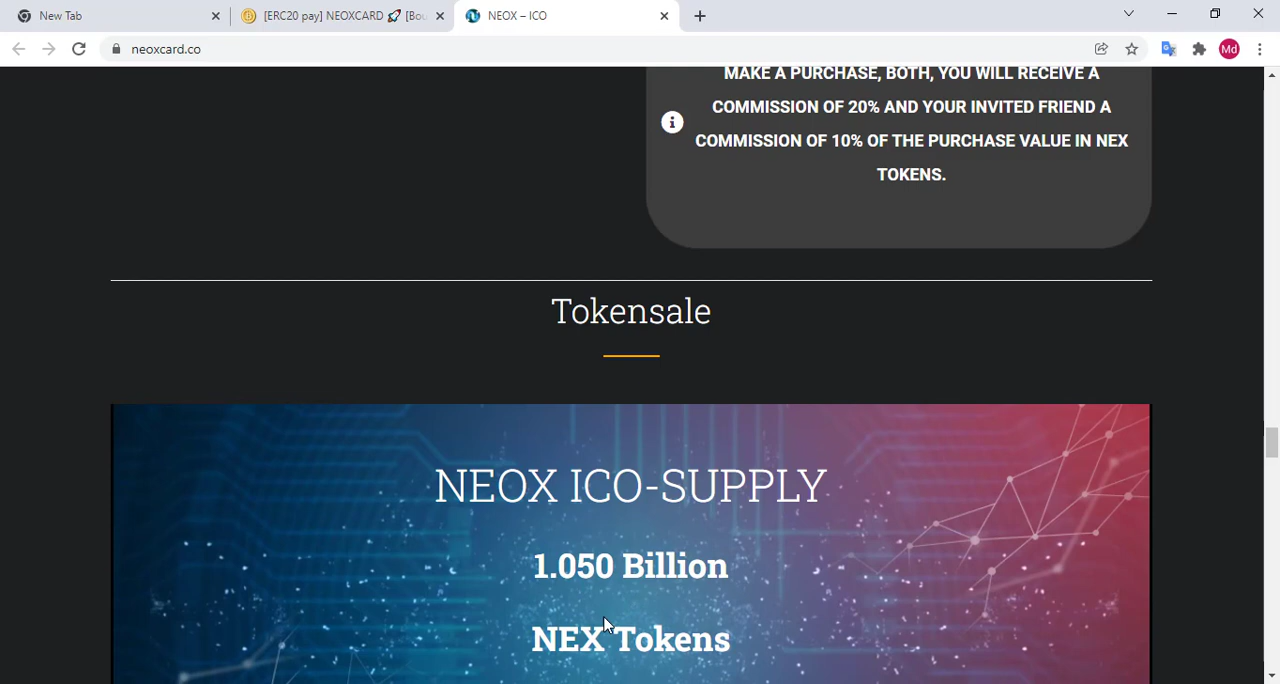 New Tab
[ERC20 pay] NEOXCARD 🚀 [Bou
NEOX – ICO
neoxcard.co
Md
MAKE A PURCHASE, BOTH, YOU WILL RECEIVE A
COMMISSION OF 20% AND YOUR INVITED FRIEND A
COMMISSION OF 10% OF THE PURCHASE VALUE IN NEX
TOKENS.
Tokensale
NEOX ICO-SUPPLY
1.050 Billion
NEX Tokens